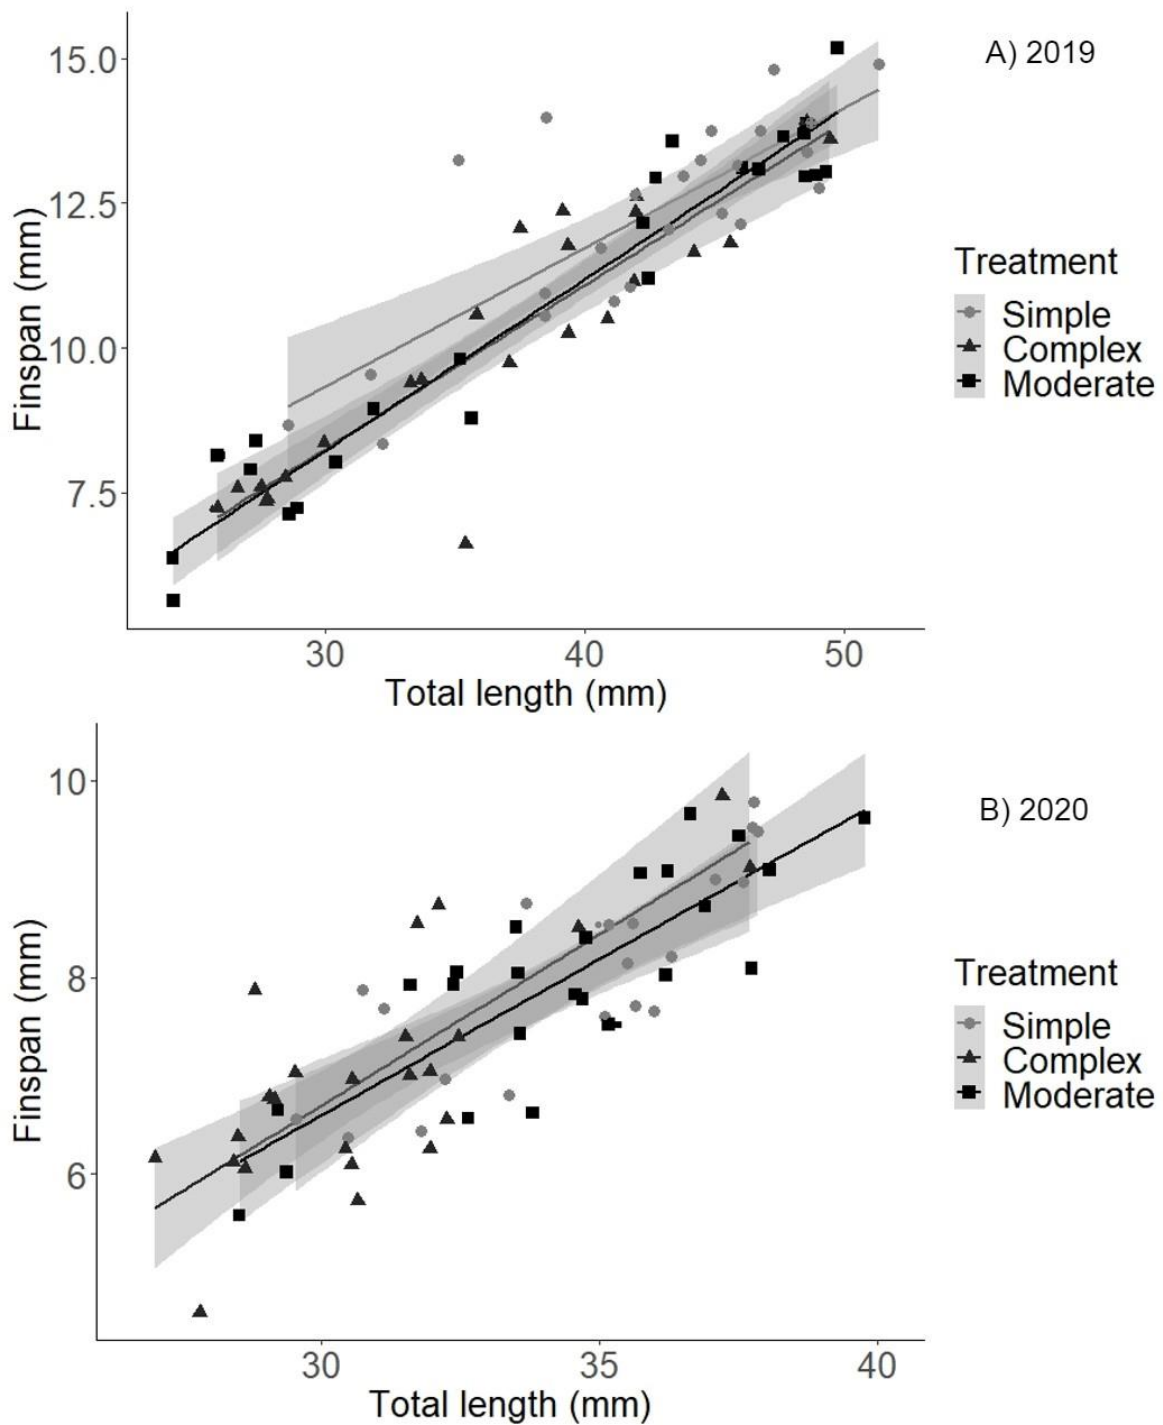 A) 2019
Finspan (mm)
15.0
12.5
10.0
7.5
30 40 50
Total length (mm)
Treatment
Simple
Complex
Moderate
B) 2020
Finspan (mm)
10
8
6
30 35 40
Total length (mm)
Treatment
Simple
Complex
Moderate